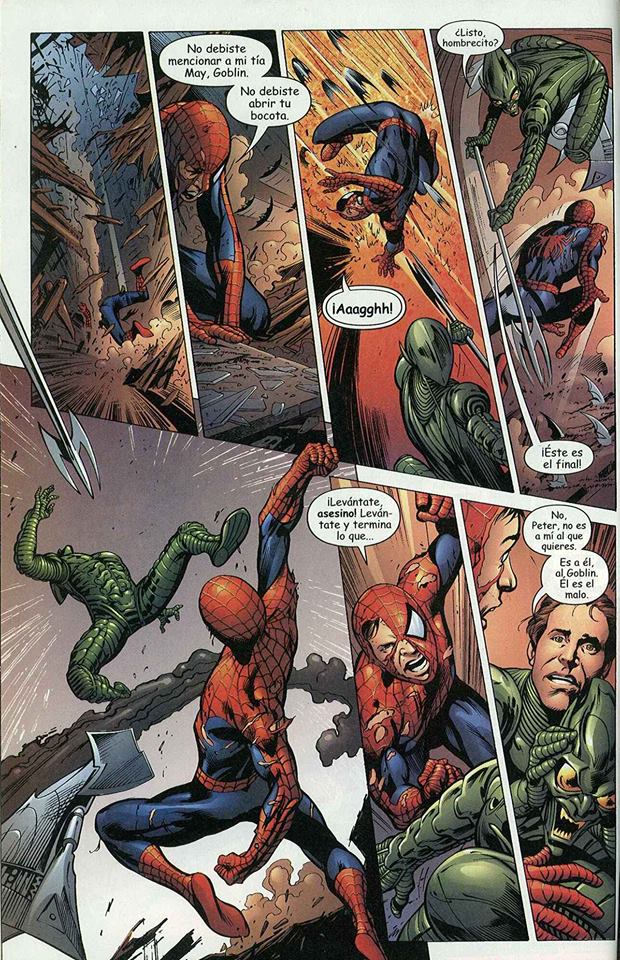 No debiste
mencionar a mi tía
May, Goblin.
No debiste
abrir tu
bocota.
¡Aaagghh!
¿Listo,
hombrecito?
¡Éste es
el final!
¡Levántate,
asesino! Leván-
tate y termina
lo que...
No,
Peter, no es
a mí al que
quieres.
Es a él,
al Goblin.
Él es el
malo.